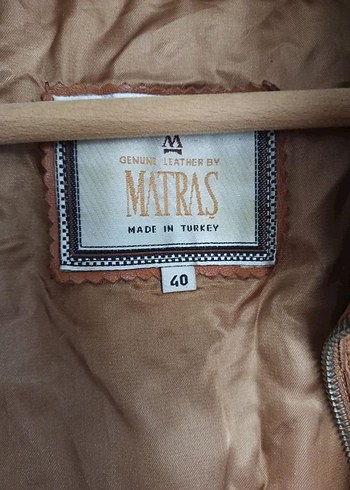 M
GENUINE LEATHER BY
MATRAŞ
MADE IN TURKEY
40